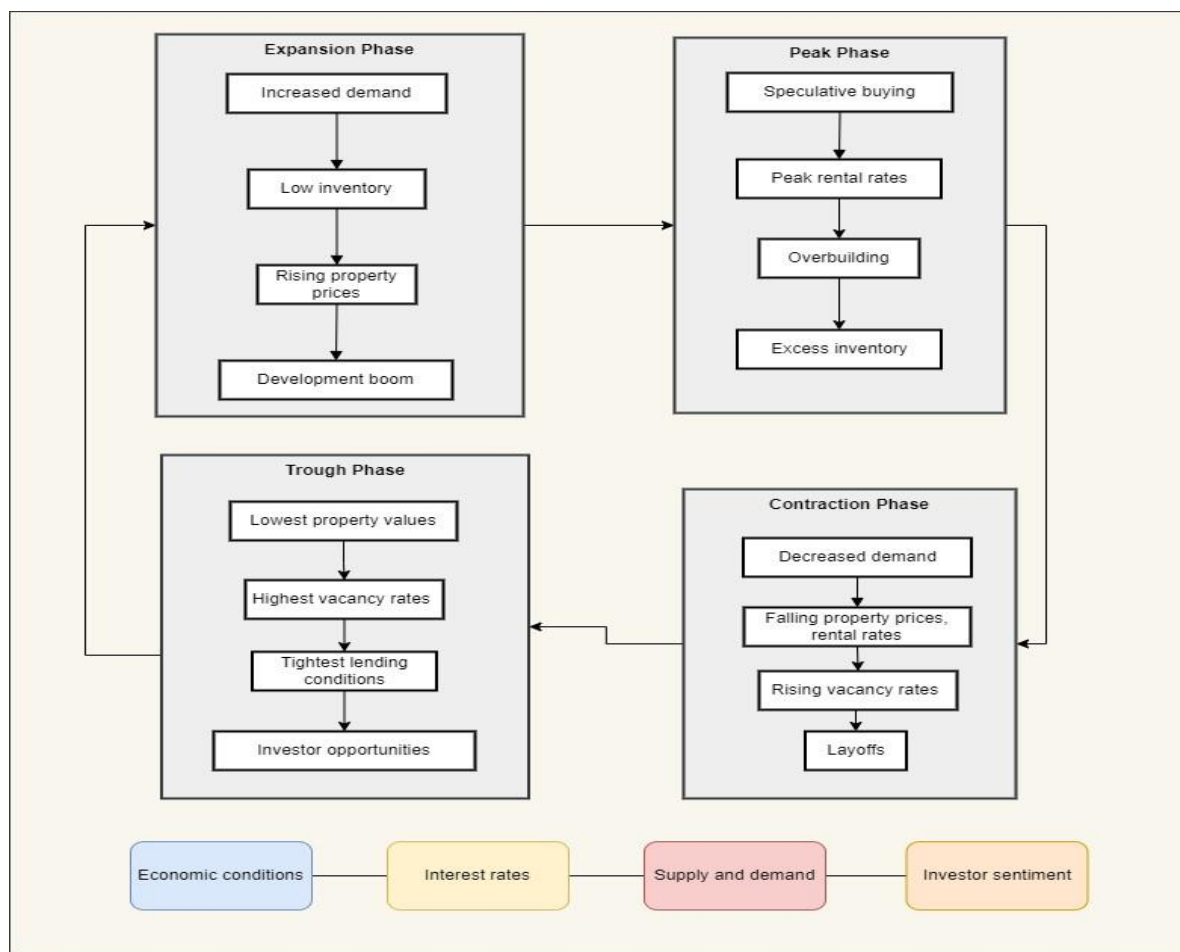 Expansion Phase
Increased demand
Low inventory
Rising property
prices
Development boom
Peak Phase
Speculative buying
Peak rental rates
Overbuilding
Excess inventory
Trough Phase
Lowest property values
Highest vacancy rates
Tightest lending
conditions
Investor opportunities
Contraction Phase
Decreased demand
Falling property prices,
rental rates
Rising vacancy rates
Layoffs
Economic conditions
Interest rates
Supply and demand
Investor sentiment